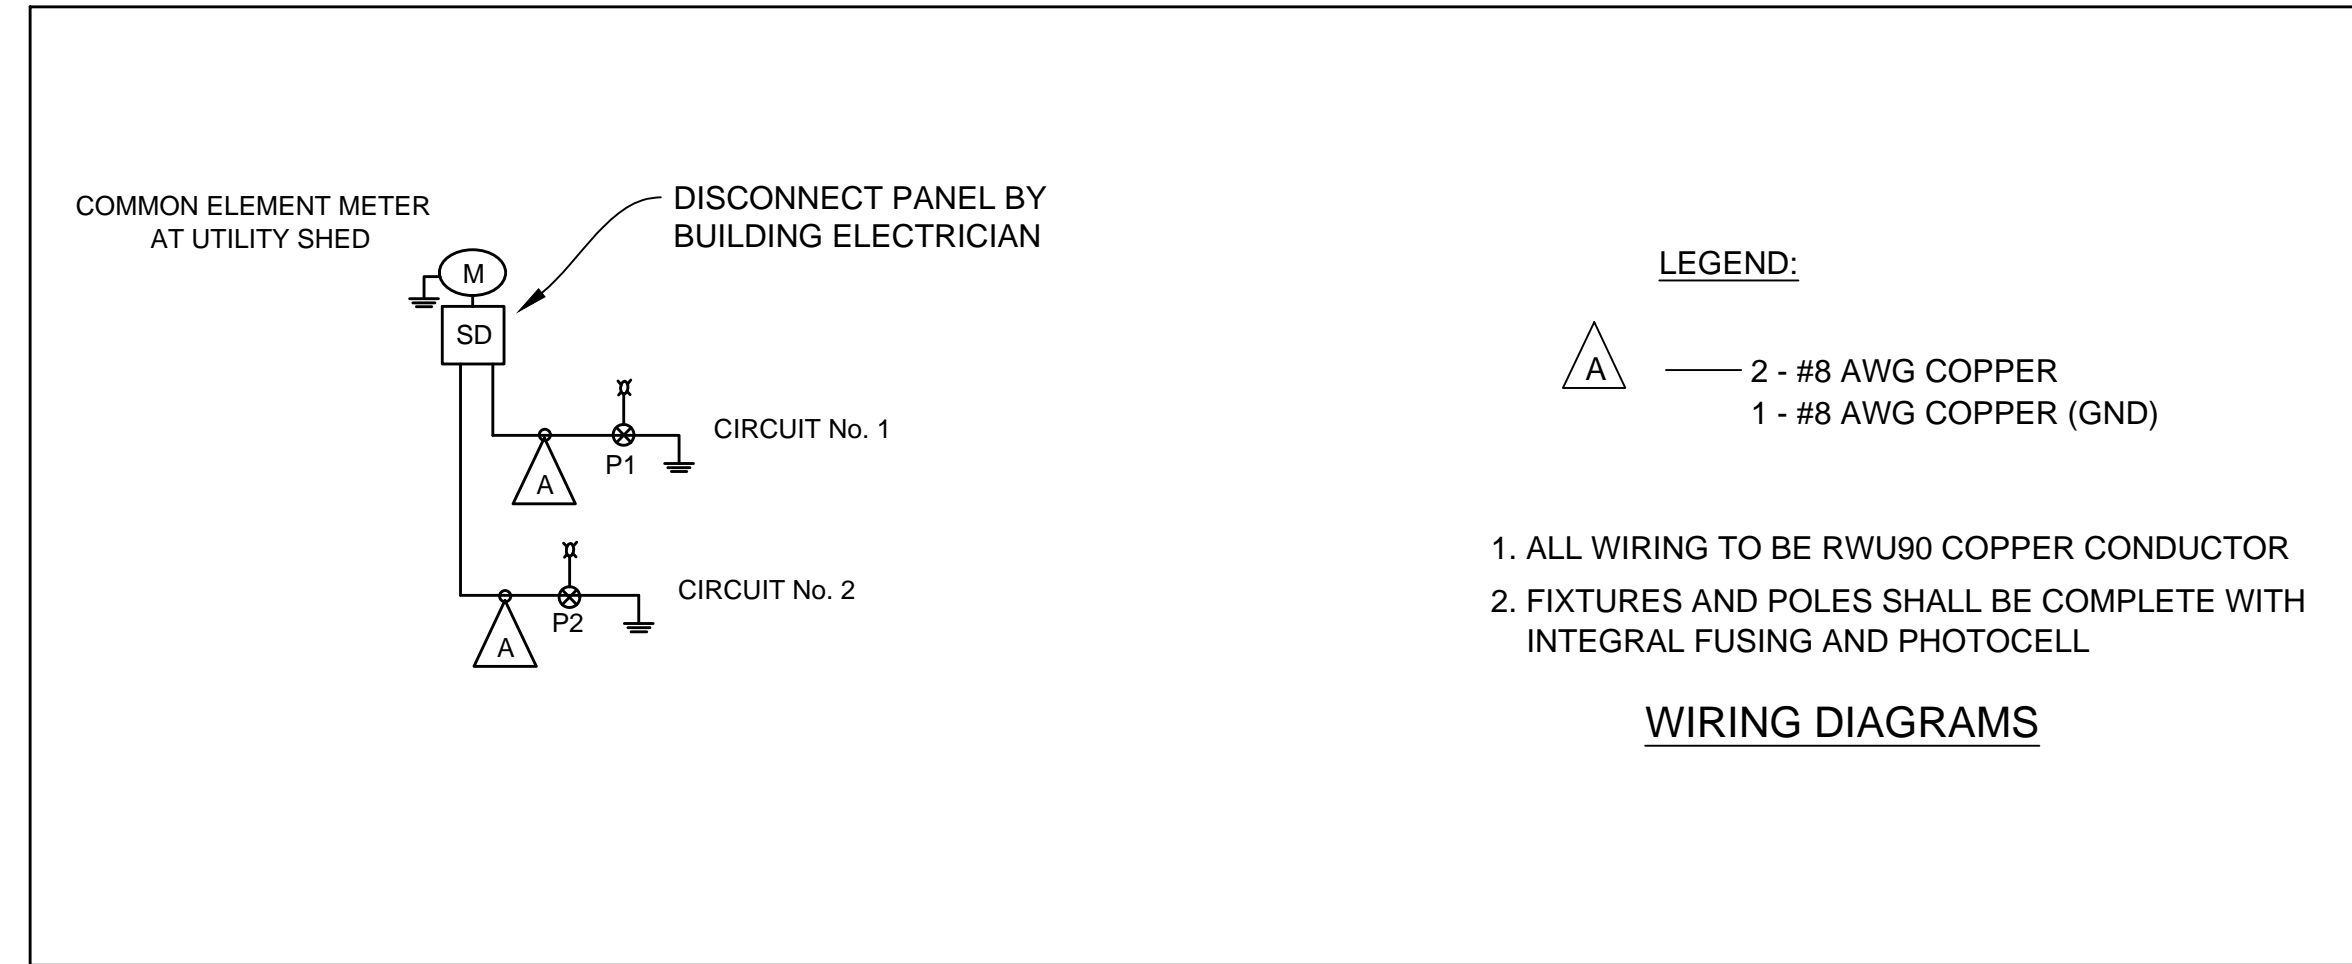 COMMON ELEMENT METER
AT UTILITY SHED
DISCONNECT PANEL BY
BUILDING ELECTRICIAN
M
SD
CIRCUIT No. 1
P1
A
CIRCUIT No. 2
P2
A
LEGEND:
A
2 - #8 AWG COPPER
1 - #8 AWG COPPER (GND)
1. ALL WIRING TO BE RWU90 COPPER CONDUCTOR
2. FIXTURES AND POLES SHALL BE COMPLETE WITH
INTEGRAL FUSING AND PHOTOCELL
WIRING DIAGRAMS